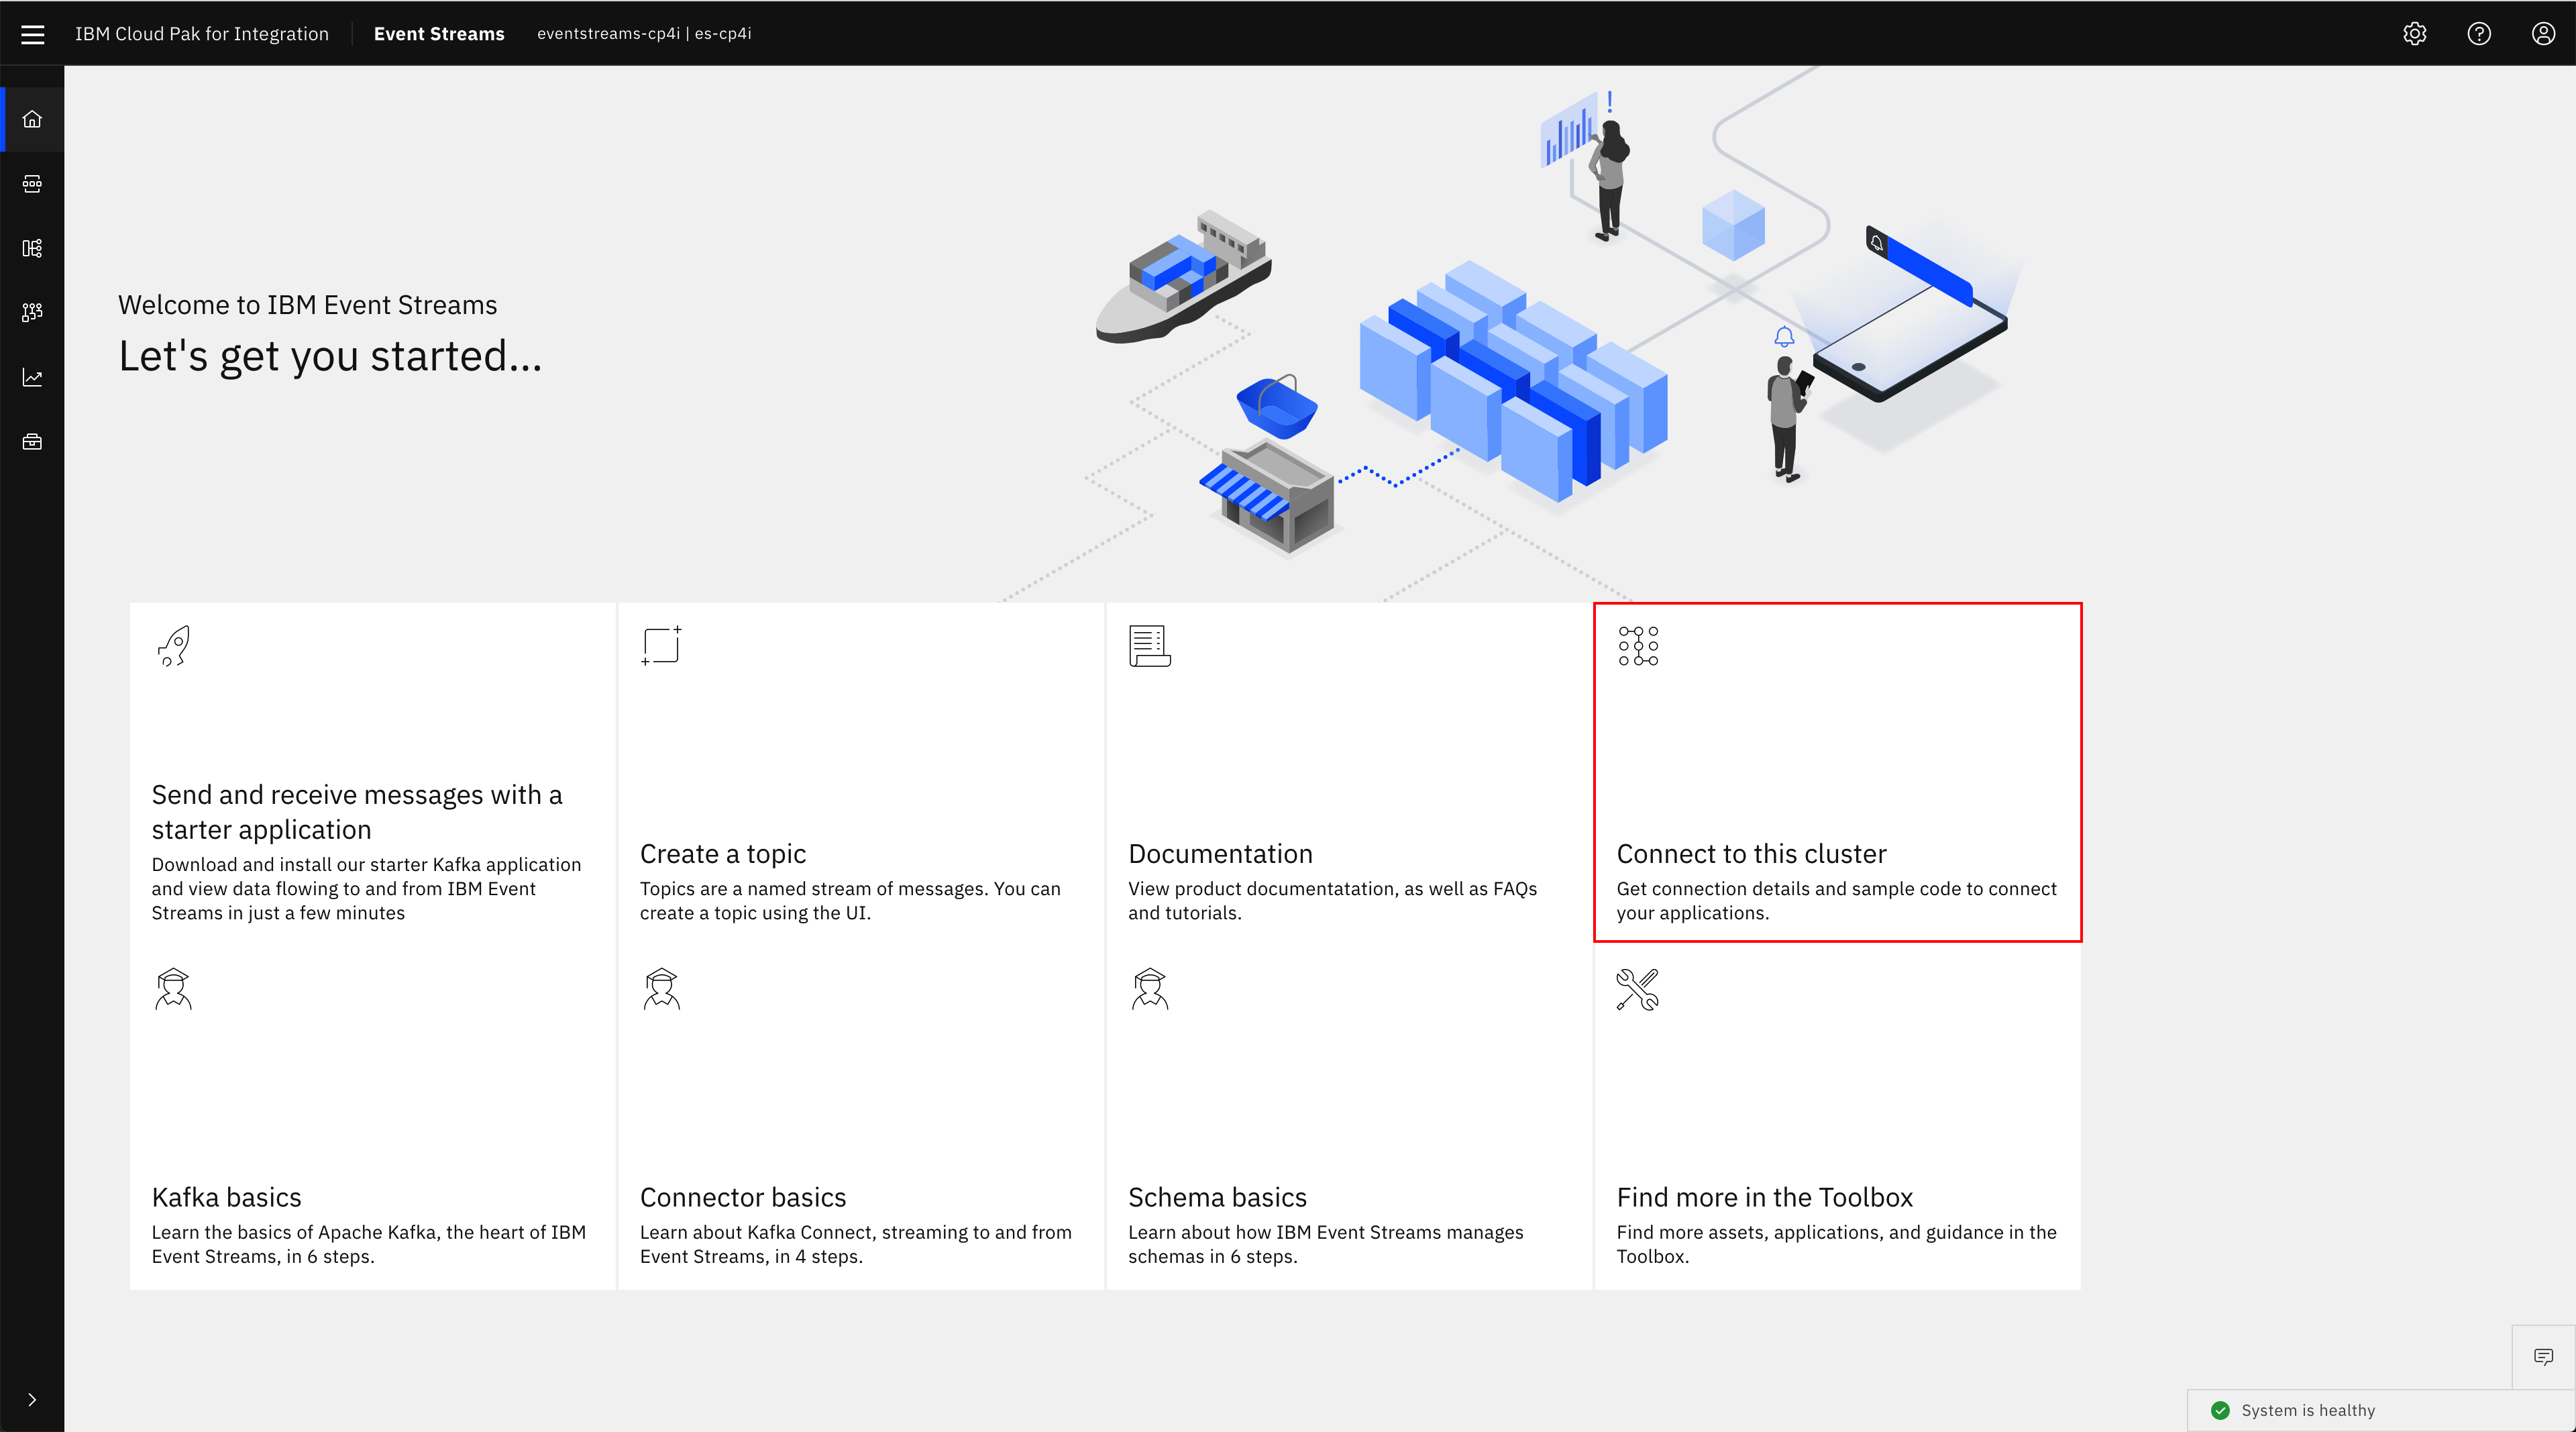 IBM Cloud Pak for Integration
Event Streams
eventstreams-cp4i | es-cp4i
Welcome to IBM Event Streams
Let's get you started...
Send and receive messages with a
starter application
Download and install our starter Kafka application
and view data flowing to and from IBM Event
Streams in just a few minutes
Create a topic
Topics are a named stream of messages. You can
create a topic using the UI.
Documentation
View product documentatation, as well as FAQs
and tutorials.
Connect to this cluster
Get connection details and sample code to connect
your applications.
Kafka basics
Learn the basics of Apache Kafka, the heart of IBM
Event Streams, in 6 steps.
Connector basics
Learn about Kafka Connect, streaming to and from
Event Streams, in 4 steps.
Schema basics
Learn about how IBM Event Streams manages
schemas in 6 steps.
Find more in the Toolbox
Find more assets, applications, and guidance in the
Toolbox.
System is healthy